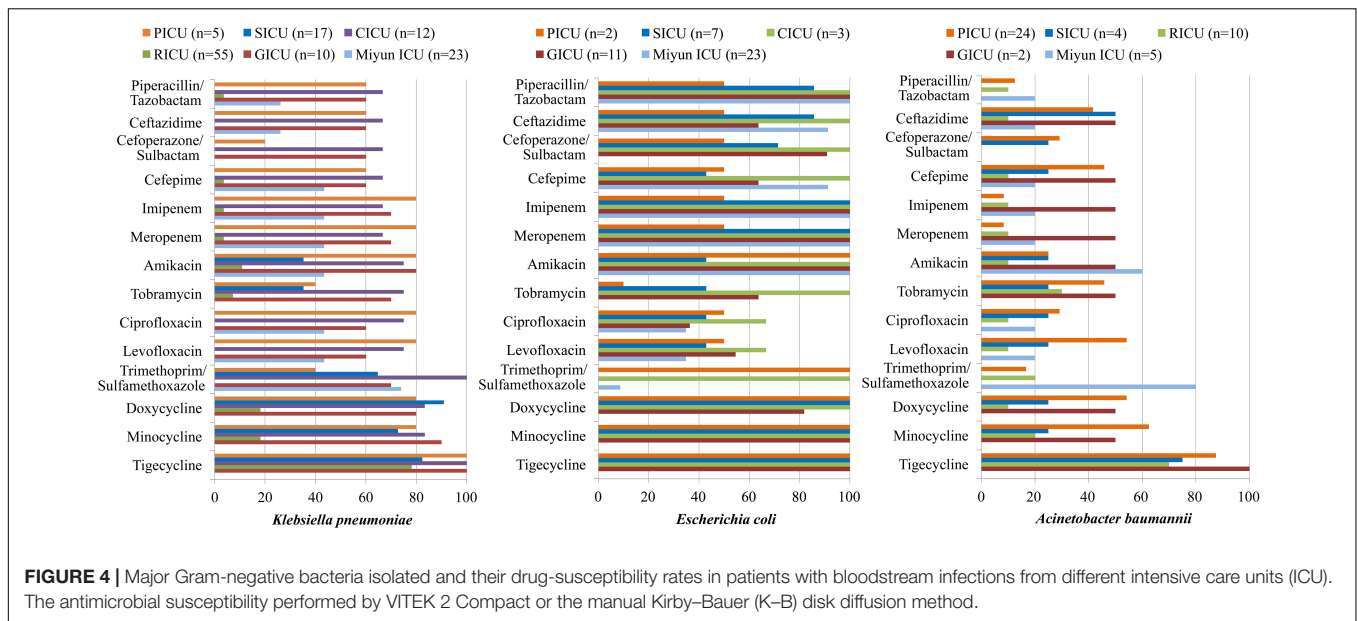 PICU (n=5) SICU (n=17) CICU (n=12)
RICU (n=55) GICU (n=10) Miyun ICU (n=23)
Piperacillin/
Tazobactam
Ceftazidime
Cefoperazone/
Sulbactam
Cefepime
Imipenem
Meropenem
Amikacin
Tobramycin
Ciprofloxacin
Levofloxacin
Trimethoprim/
Sulfamethoxazole
Doxycycline
Minocycline
Tigecycline
0 20 40 60 80 100
Klebsiella pneumoniae
PICU (n=2) SICU (n=7) CICU (n=3)
GICU (n=11) Miyun ICU (n=23)
Piperacillin/
Tazobactam
Ceftazidime
Cefoperazone/
Sulbactam
Cefepime
Imipenem
Meropenem
Amikacin
Tobramycin
Ciprofloxacin
Levofloxacin
Trimethoprim/
Sulfamethoxazole
Doxycycline
Minocycline
Tigecycline
0 20 40 60 80 100
Escherichia coli
PICU (n=24) SICU (n=4) RICU (n=10)
GICU (n=2) Miyun ICU (n=5)
Piperacillin/
Tazobactam
Ceftazidime
Cefoperazone/
Sulbactam
Cefepime
Imipenem
Meropenem
Amikacin
Tobramycin
Ciprofloxacin
Levofloxacin
Trimethoprim/
Sulfamethoxazole
Doxycycline
Minocycline
Tigecycline
0 20 40 60 80 100
Acinetobacter baumannii
FIGURE 4 | Major Gram-negative bacteria isolated and their drug-susceptibility rates in patients with bloodstream infections from different intensive care units (ICU).
The antimicrobial susceptibility performed by VITEK 2 Compact or the manual Kirby–Bauer (K–B) disk diffusion method.